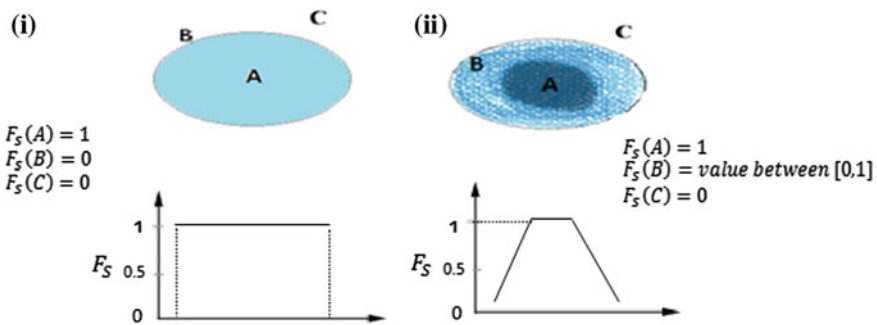 (i)
C
B
A
F_S(A) = 1
F_S(B) = 0
F_S(C) = 0
1
F_S 0.5
0
(ii)
C
B
A
F_S(A) = 1
F_S(B) = value between [0,1]
F_S(C) = 0
1
F_S 0.5
0